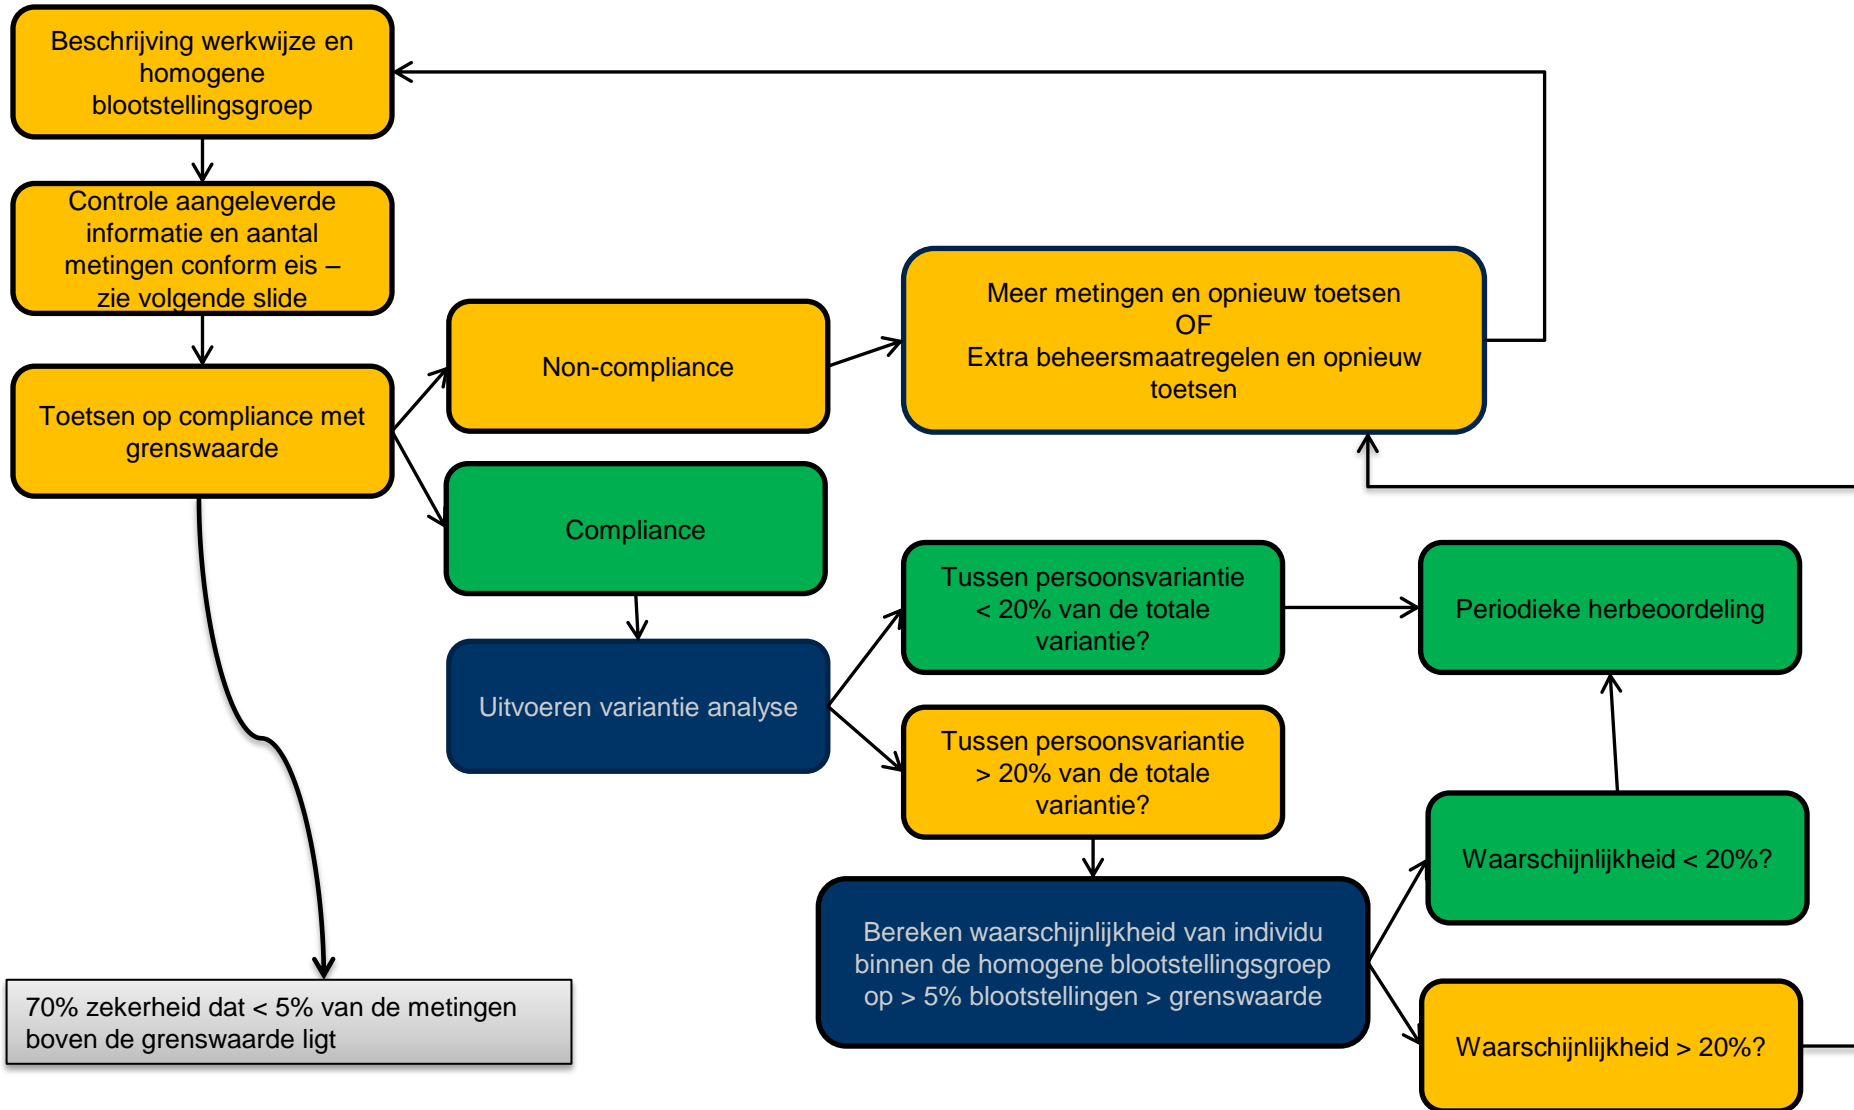 Beschrijving werkwijze en
homogene
blootstellingsgroep
Controle aangeleverde
informatie en aantal
metingen conform eis –
zie volgende slide
Toetsen op compliance met
grenswaarde
Non-compliance
Meer metingen en opnieuw toetsen
OF
Extra beheersmaatregelen en opnieuw
toetsen
Compliance
Uitvoeren variantie analyse
Tussen persoonsvariantie
< 20% van de totale
variantie?
Periodieke herbeoordeling
Tussen persoonsvariantie
> 20% van de totale
variantie?
Bereken waarschijnlijkheid van individu
binnen de homogene blootstellingsgroep
op > 5% blootstellingen > grenswaarde
Waarschijnlijkheid < 20%?
Waarschijnlijkheid > 20%?
70% zekerheid dat < 5% van de metingen
boven de grenswaarde ligt